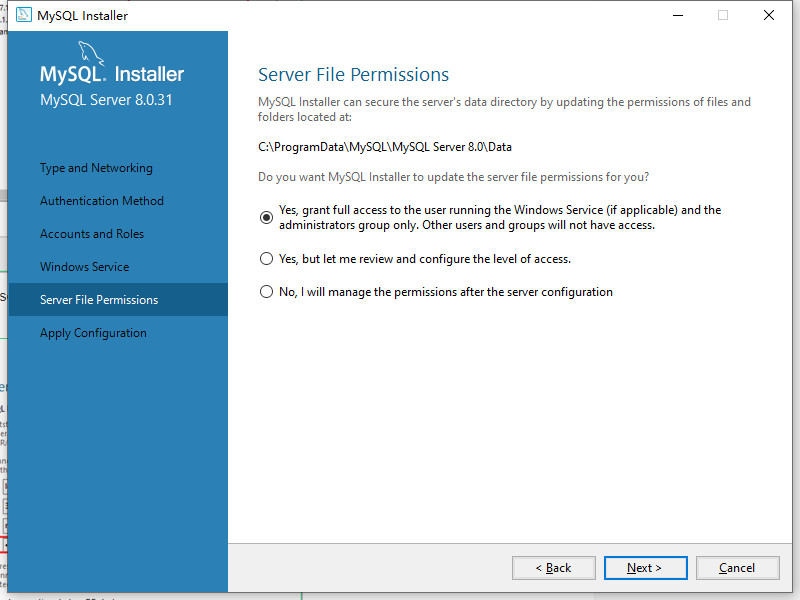 MySQL Installer
MySQL. Installer
MySQL Server 8.0.31
Type and Networking
Authentication Method
Accounts and Roles
Windows Service
Server File Permissions
Apply Configuration
Server File Permissions
MySQL Installer can secure the server's data directory by updating the permissions of files and
folders located at:
C:\ProgramData\MySQL\MySQL Server 8.0\Data
Do you want MySQL Installer to update the server file permissions for you?
Yes, grant full access to the user running the Windows Service (if applicable) and the
administrators group only. Other users and groups will not have access.
Yes, but let me review and configure the level of access.
No, I will manage the permissions after the server configuration
< Back
Next >
Cancel